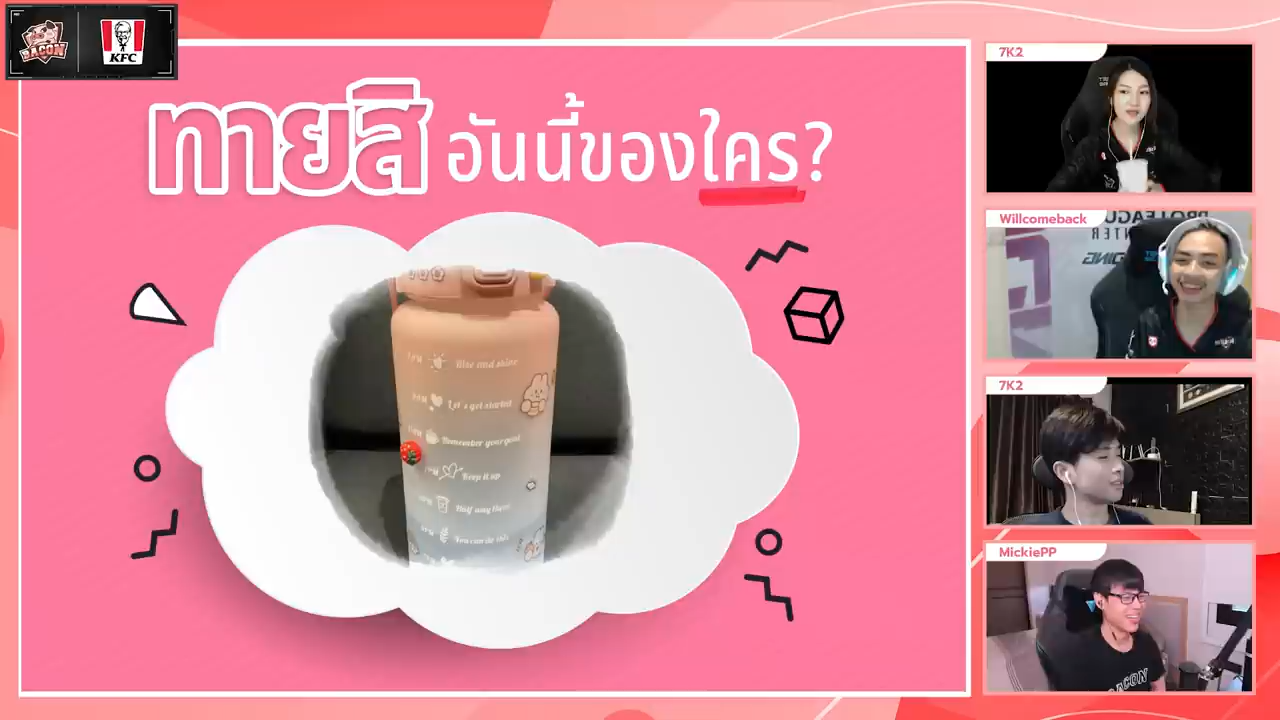 BACON
KFC
ทายสิ อันนี้ของใคร?
Rise and shine
Let's get started
Remember your goal
Keep it up
Half way there
You can do this
7K2
Willcomeback
7K2
MickiePP
BACON